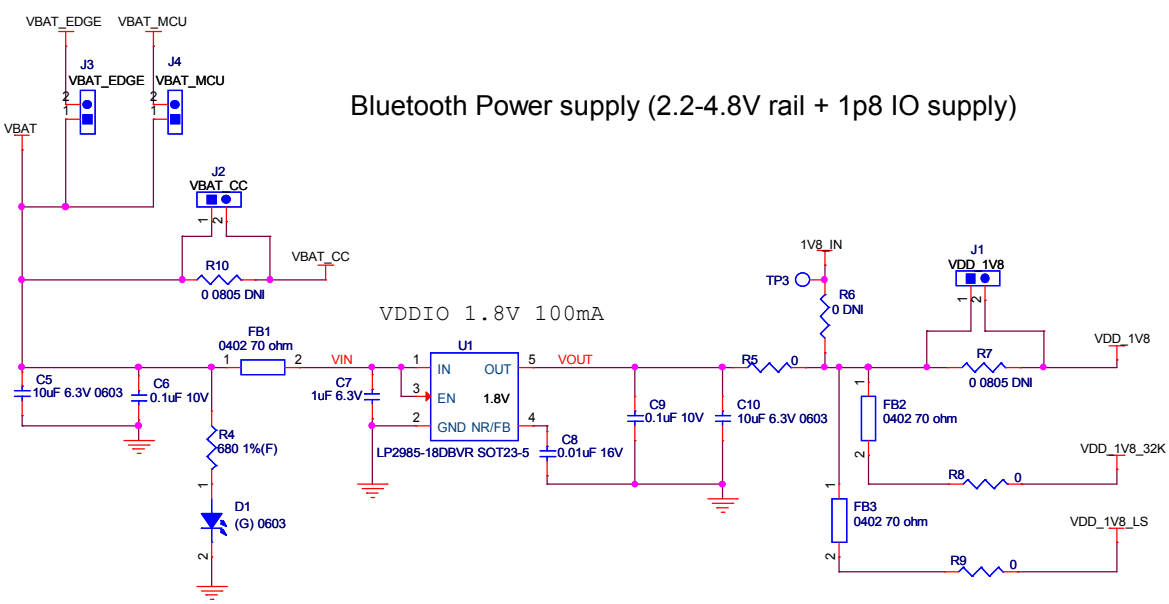 VBAT_EDGE
VBAT_MCU
J3
VBAT_EDGE
2
1
J4
VBAT_MCU
2
1
Bluetooth Power supply (2.2-4.8V rail + 1p8 IO supply)
VBAT
J2
VBAT_CC
1
2
VBAT_CC
R10
0 0805 DNI
1V8_IN
TP3
R6
0 DNI
J1
VDD_1V8
1
2
VDDIO 1.8V 100mA
FB1
0402 70 ohm
1
2
VIN
U1
1
IN
OUT
5
VOUT
3
EN
1.8V
2
GND
NR/FB
4
LP2985-18DBVR SOT23-5
R5
0
R7
0 0805 DNI
VDD_1V8
C5
10uF 6.3V 0603
C6
0.1uF 10V
C7
1uF 6.3V
C8
0.01uF 16V
C9
0.1uF 10V
C10
10uF 6.3V 0603
1
FB2
0402 70 ohm
2
R8
0
VDD_1V8_32K
R4
680 1%(F)
1
D1
(G) 0603
2
1
FB3
0402 70 ohm
2
R9
0
VDD_1V8_LS